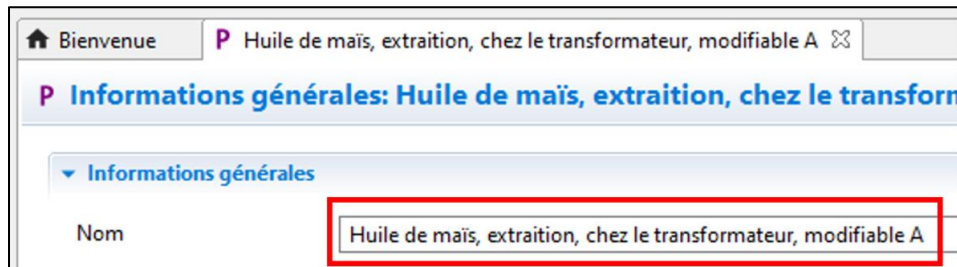 Bienvenue P Huile de maïs, extraition, chez le transformateur, modifiable A
P Informations générales: Huile de maïs, extraition, chez le transforn
Informations générales
Nom Huile de maïs, extraition, chez le transformateur, modifiable A